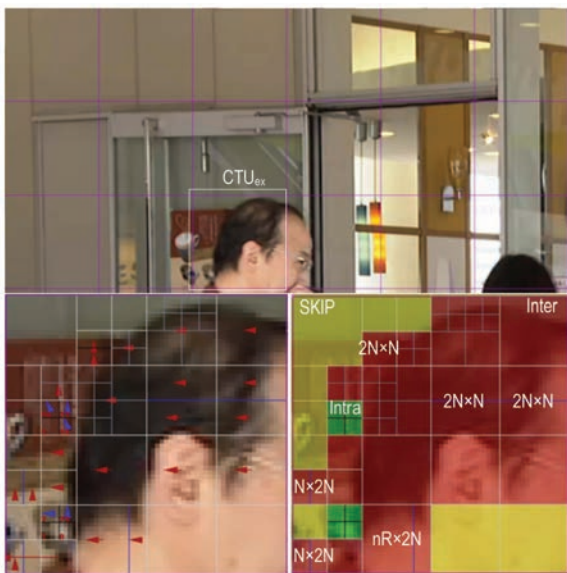 CTUₑₓ
SKIP
Inter
2N×N
2N×N
2N×N
Intra
N×2N
nR×2N
N×2N